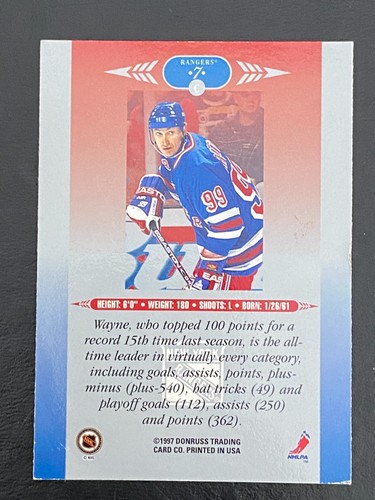 RANGERS
·7·
C
99
HEIGHT: 6'0" • WEIGHT: 180 • SHOOTS: L • BORN: 1/26/61
Wayne, who topped 100 points for a
record 15th time last season, is the all-
time leader in virtually every category,
including goals, assists, points, plus-
minus (plus-540), hat tricks (49) and
playoff goals (112), assists (250)
and points (362).
©1997 DONRUSS TRADING
CARD CO. PRINTED IN USA
NHLPA